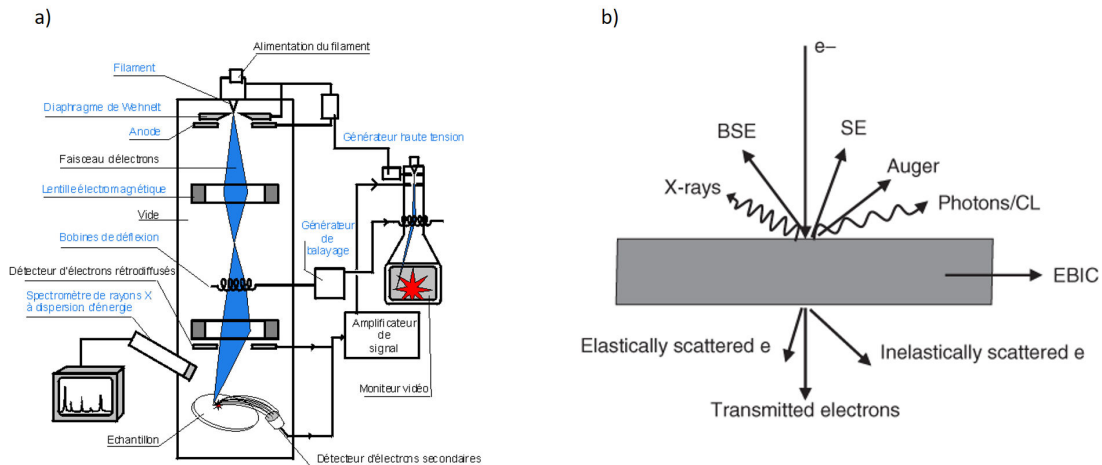 a)
Alimentation du filament
Filament
Diaphragme de Wehnelt
Anode
Générateur haute tension
Faisceau d'électrons
Lentille électromagnétique
Vide
Bobines de déflexion
Générateur
de
balayage
Détecteur d'électrons rétrodiffusés
Spectromètre de rayons X
à dispersion d'énergie
Amplificateur
de
signal
Moniteur vidéo
Echantillon
Détecteur d'électrons secondaires
b)
e–
BSE
SE
Auger
X-rays
Photons/CL
EBIC
Elastically scattered e
Inelastically scattered e
Transmitted electrons